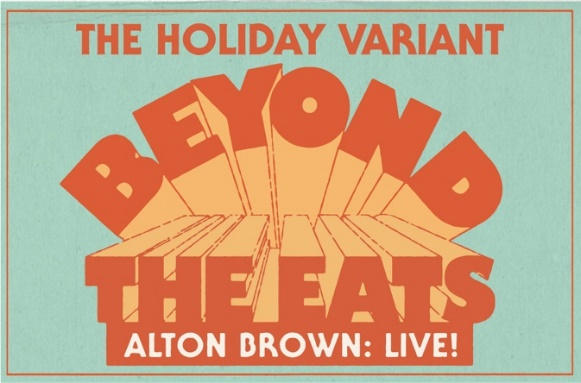 THE HOLIDAY VARIANT
BEYOND
THE EATS
ALTON BROWN: LIVE!